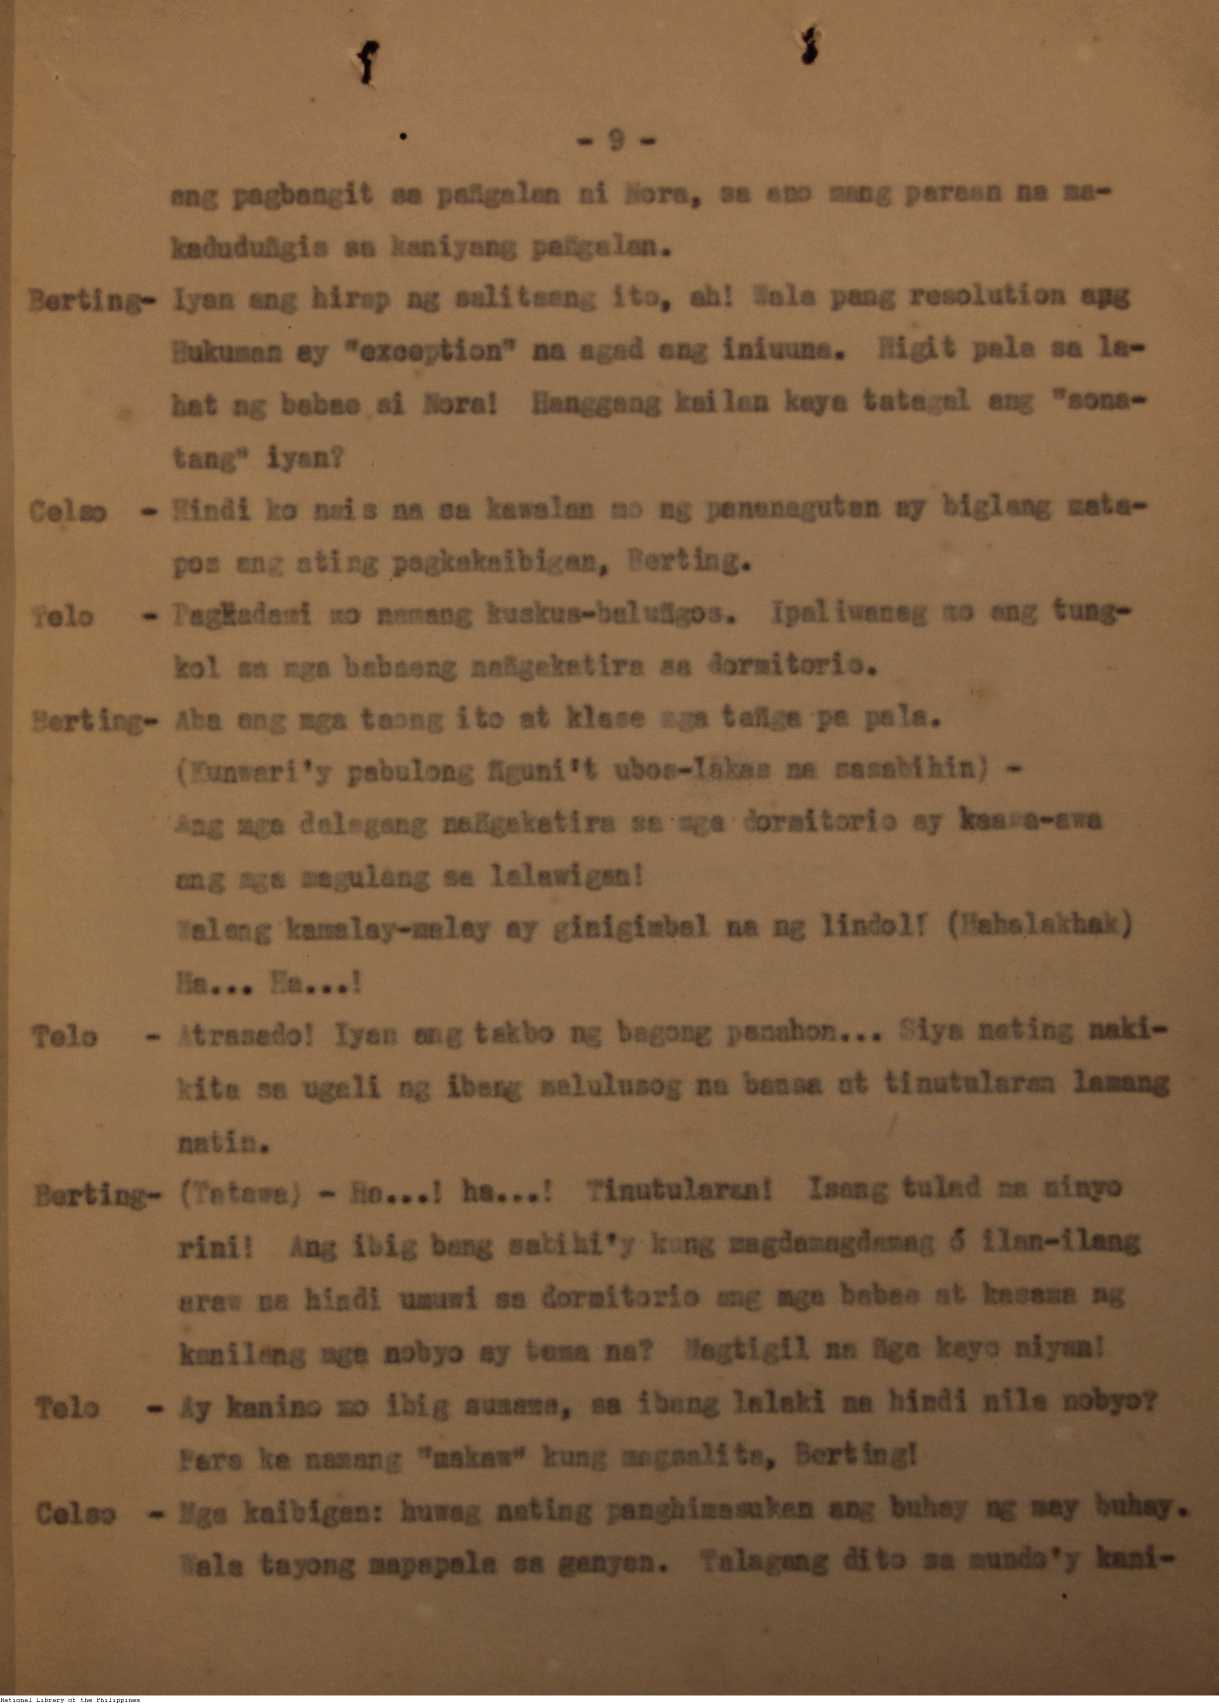 - 9 -
ang pagbangit sa pañgalan ni Nora, sa ano mang paraan na ma-
kaduduñgis sa kaniyang pañgalan.
Berting- Iyan ang hirap ng salitaang ito, ah! Wala pang resolution ang
Hukuman ay "exception" na agad ang iniuuna. Higit pala sa la-
hat ng babae si Nora! Hanggang kailan kaya tatagal ang "sona-
tang" iyan?
Celso - Hindi ko nais na sa kawalan mo ng pananagutan ay biglang mata-
pos ang ating pagkakaibigan, Berting.
Telo - Pagkadami mo namang kuskus-baluñgos. Ipaliwanag mo ang tung-
kol sa mga babaeng nañgakatira sa dormitorio.
Berting- Aba ang mga taong ito at klase mga tañga pa pala.
(Kunwari'y pabulong ñguni't ubos-lakas na sasabihin) -
Ang mga dalagang nañgakatira sa mga dormitorio ay kaawa-awa
ang mga magulang sa lalawigan!
Walang kamalay-malay ay ginigimbal na ng lindol! (Hahalakhak)
Ha... Ha...!
Telo - Atrasado! Iyan ang takbo ng bagong panahon... Siya nating naki-
kita sa ugali ng ibang malulusog na bansa at tinutularan lamang
natin.
Berting- (Tatawa) - Ha...! ha...! Tinutularan! Isang tulad na ninyo
rini! Ang ibig bang sabihi'y kung magdamagdamag ó ilan-ilang
araw na hindi umuwi sa dormitorio ang mga babae at kasama ng
kanilang mga nobyo ay tama na? Magtigil na ñga kayo niyan!
Telo - Ay kanino mo ibig sumama, sa ibang lalaki na hindi nila nobyo?
Para ka namang "makaw" kung magsalita, Berting!
Celso - Mga kaibigan: huwag nating panghimasukan ang buhay ng may buhay.
Wala tayong mapapala sa ganyan. Talagang dito sa mundo'y kani-
National Library of the Philippines